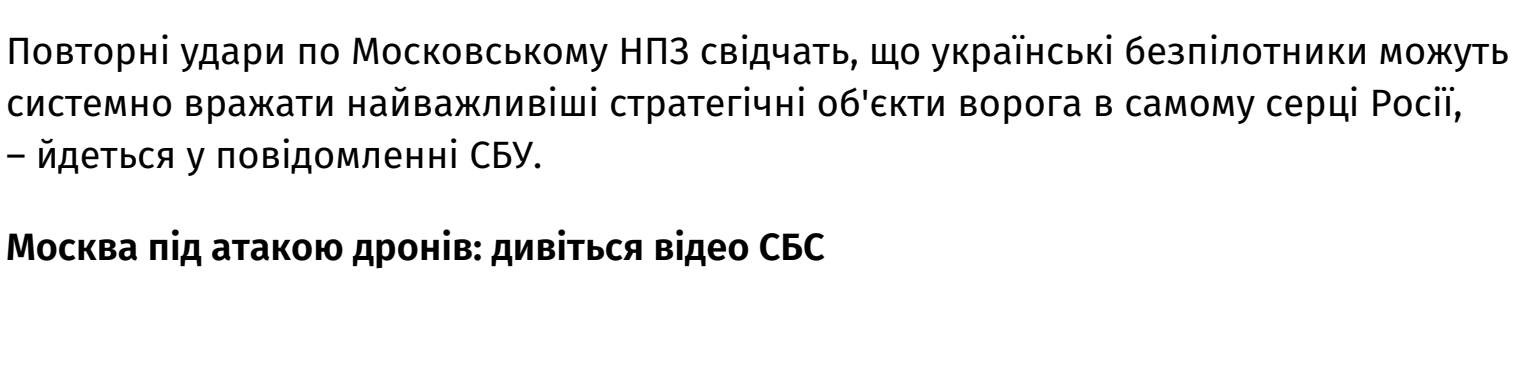 Повторні удари по Московському НПЗ свідчать, що українські безпілотники можуть
системно вражати найважливіші стратегічні об'єкти ворога в самому серці Росії,
– йдеться у повідомленні СБУ.
Москва під атакою дронів: дивіться відео СБС